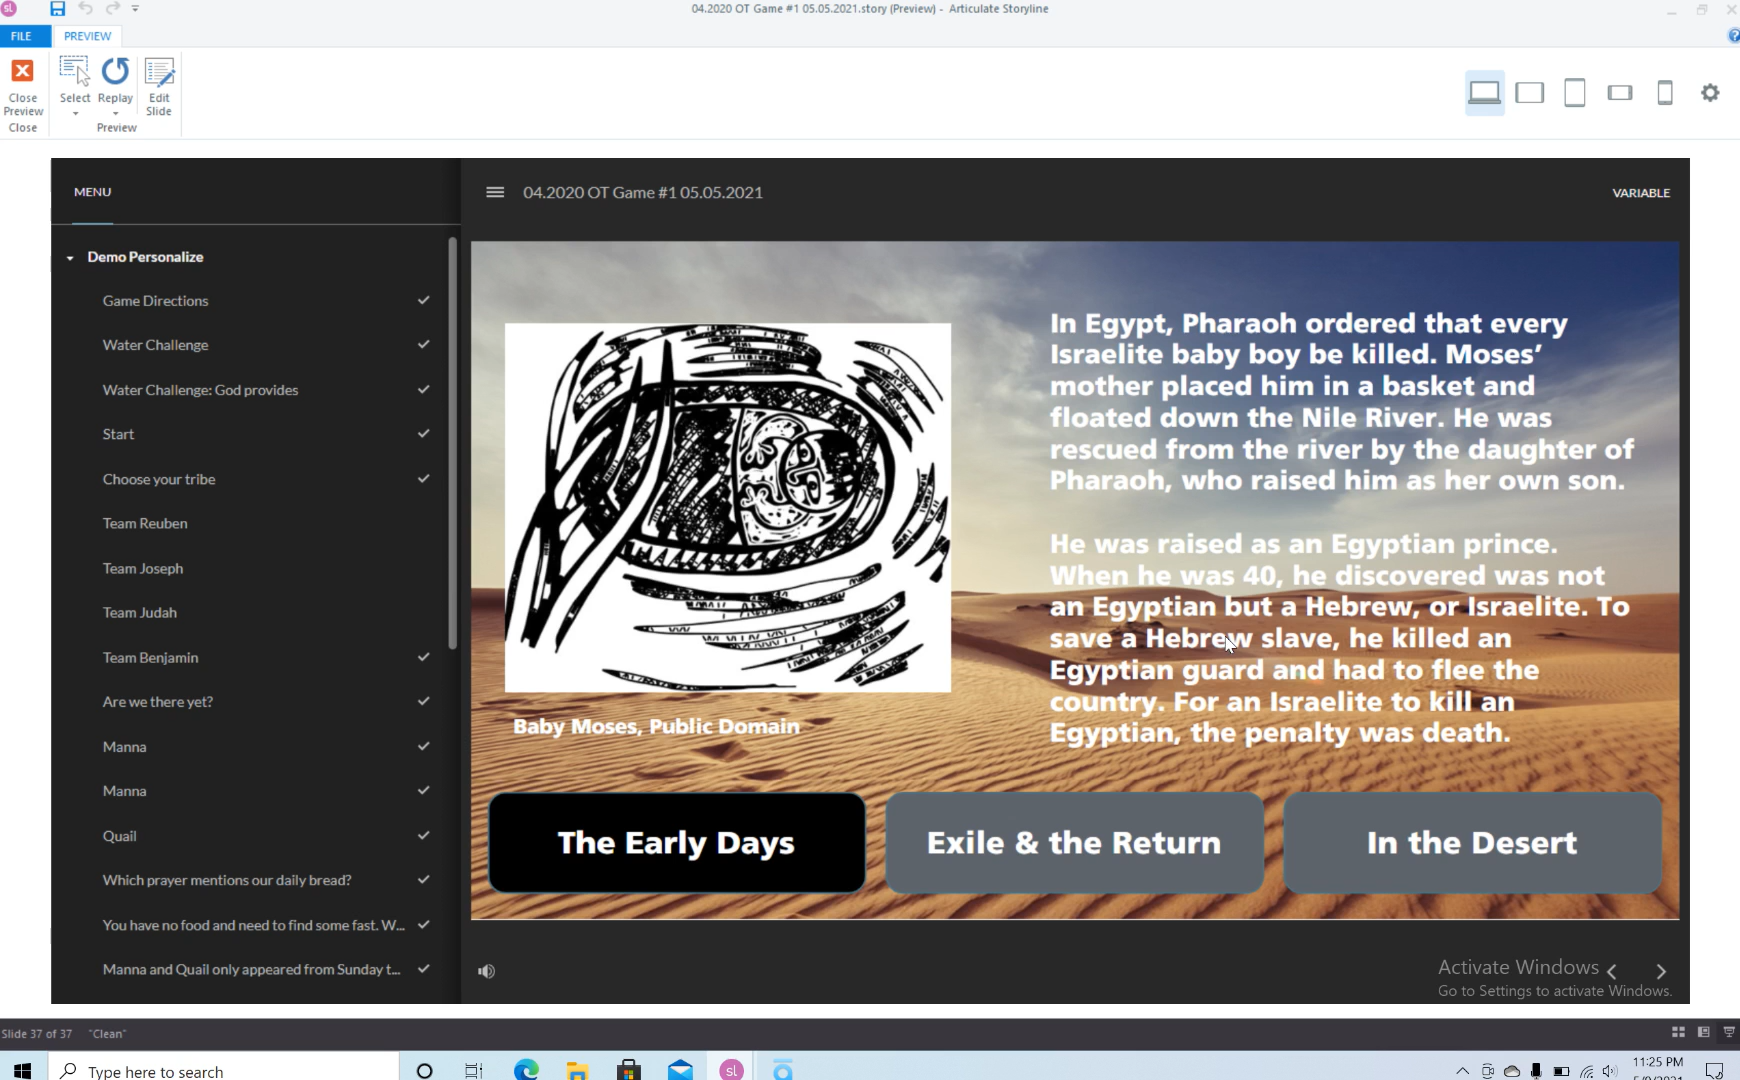 sl
04.2020 OT Game #1 05.05.2021.story (Preview) - Articulate Storyline
FILE
PREVIEW
?
Close Preview
Select
Replay
Edit Slide
Close
Preview
MENU
04.2020 OT Game #1 05.05.2021
VARIABLE
Demo Personalize
Game Directions
Water Challenge
Water Challenge: God provides
Start
Choose your tribe
Team Reuben
Team Joseph
Team Judah
Team Benjamin
Are we there yet?
Manna
Manna
Quail
Which prayer mentions our daily bread?
You have no food and need to find some fast. W...
Manna and Quail only appeared from Sunday t...
In Egypt, Pharaoh ordered that every
Israelite baby boy be killed. Moses’
mother placed him in a basket and
floated down the Nile River. He was
rescued from the river by the daughter of
Pharaoh, who raised him as her own son.
He was raised as an Egyptian prince.
When he was 40, he discovered was not
an Egyptian but a Hebrew, or Israelite. To
save a Hebrew slave, he killed an
Egyptian guard and had to flee the
country. For an Israelite to kill an
Egyptian, the penalty was death.
Baby Moses, Public Domain
The Early Days
Exile & the Return
In the Desert
Activate Windows
Go to Settings to activate Windows.
Slide 37 of 37
"Clean"
Type here to search
sl
11:25 PM